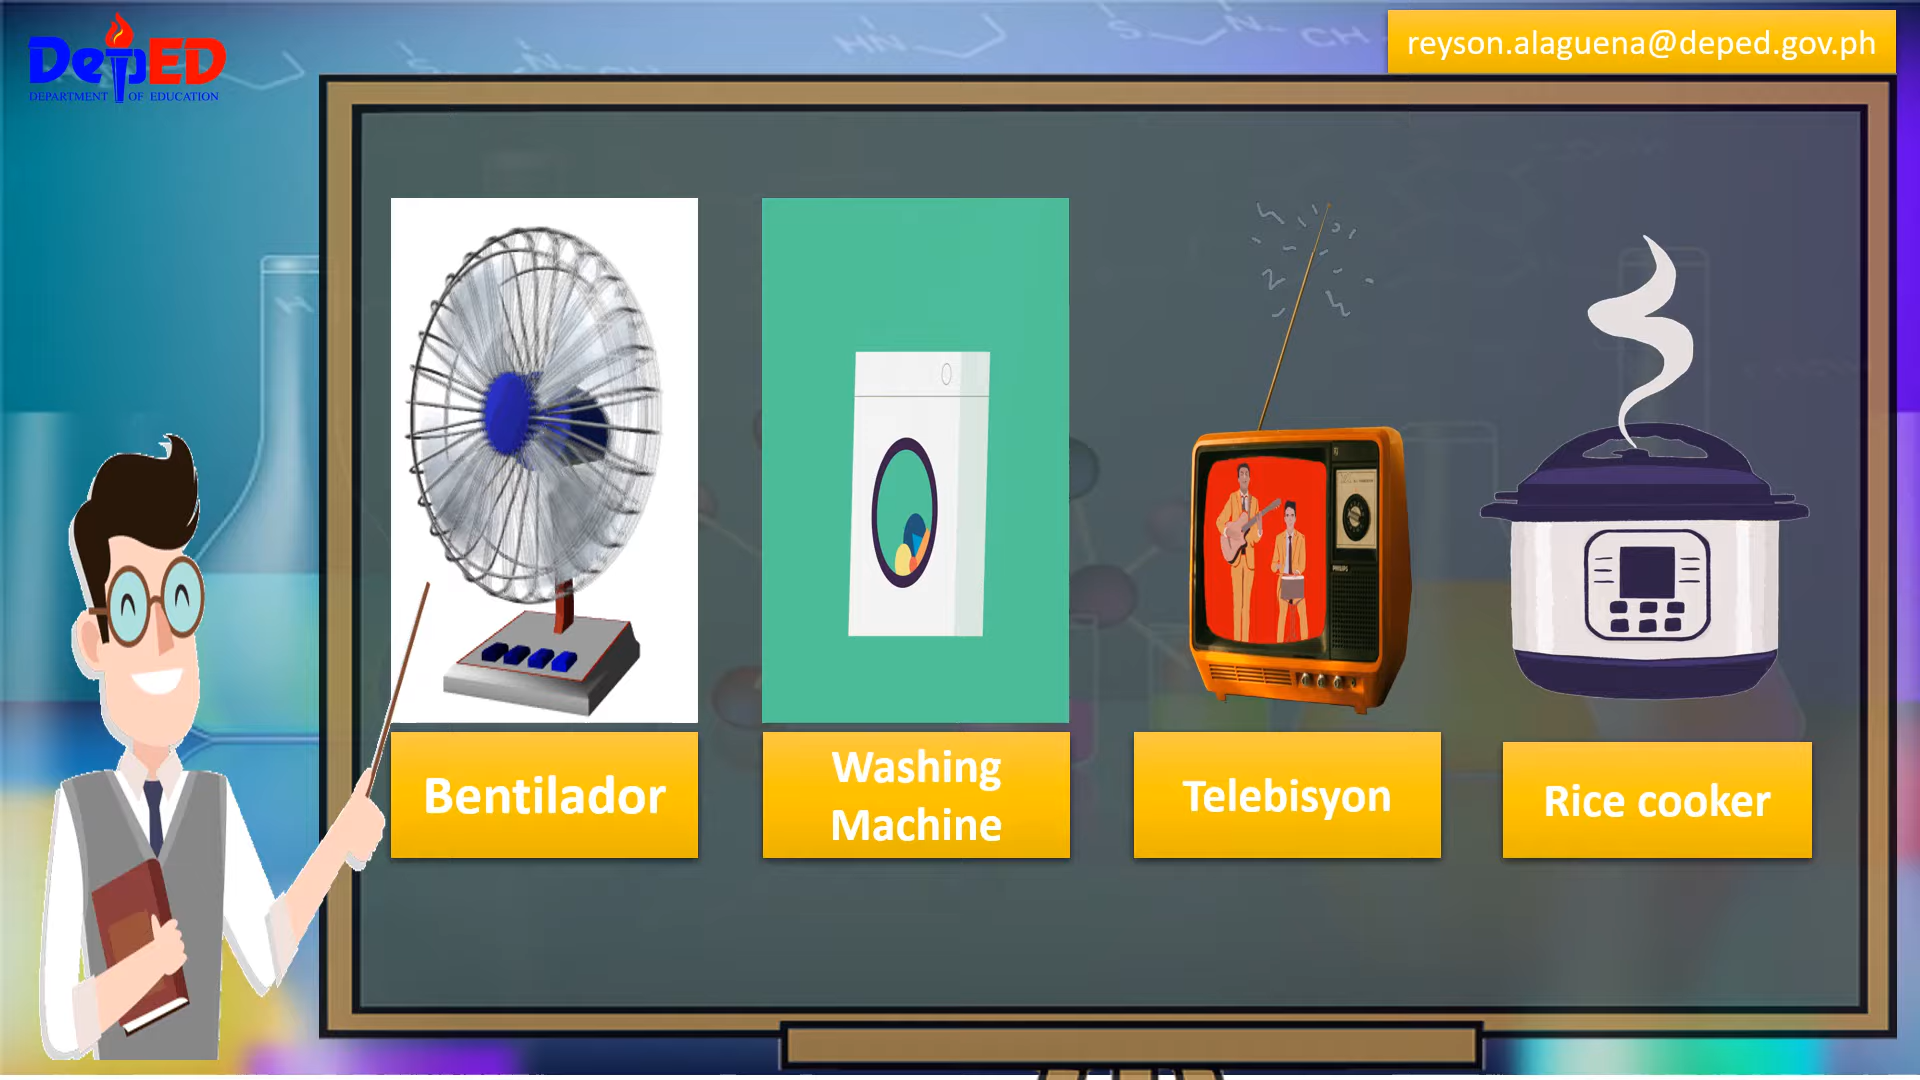 DepED
DEPARTMENT OF EDUCATION
reyson.alaguena@deped.gov.ph
Bentilador
Washing
Machine
Telebisyon
Rice cooker